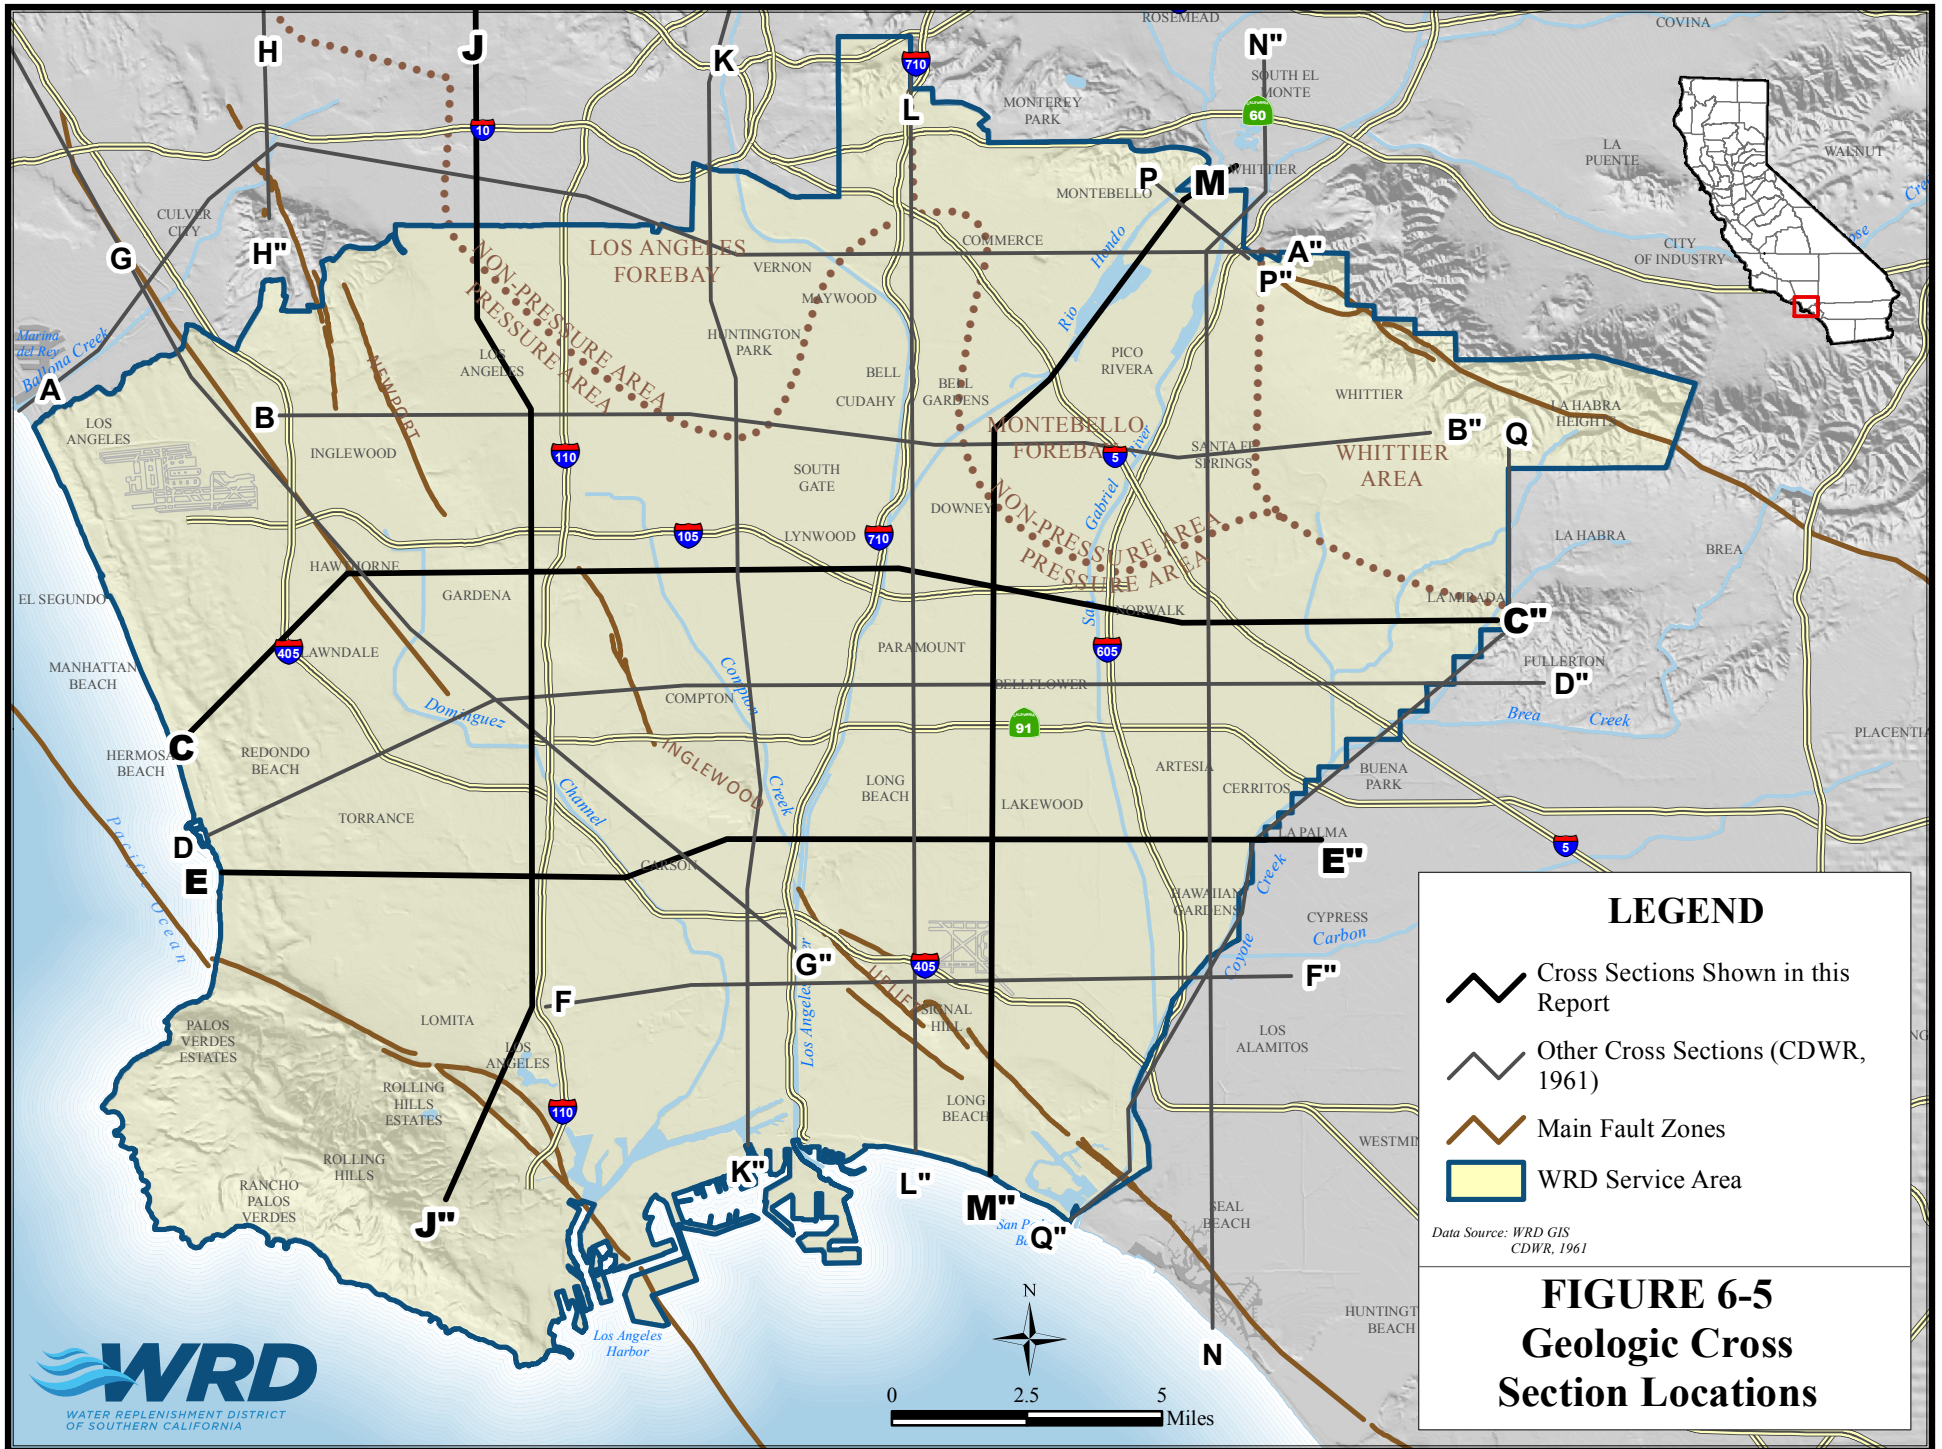 ROSEMEAD
COVINA
H
J
K
710
N"
SOUTH EL
MONTE
L
MONTEREY
PARK
60
10
LA
PUENTE
WALNUT
WHITTIER
P
M
MONTEBELLO
CULVER
CITY
G
H"
NON-PRESSURE AREA
PRESSURE AREA
LOS ANGELES
FOREBAY
VERNON
COMMERCE
Rio
Hondo
A"
P"
CITY
OF INDUSTRY
MAYWOOD
Marina
del Rey
Ballona Creek
A
LOS
ANGELES
NEWPORT
HUNTINGTON
PARK
BELL
CUDAHY
BELL
GARDENS
PICO
RIVERA
WHITTIER
LA HABRA
HEIGHTS
LOS
ANGELES
B
INGLEWOOD
110
MONTEBELLO
5
SANTA FE
SPRINGS
B"
Q
WHITTIER
AREA
SOUTH
GATE
DOWNEY
NON-PRESSURE AREA
PRESSURE AREA
San Gabriel River
LYNWOOD
105
710
LA HABRA
BREA
HAWTHORNE
EL SEGUNDO
GARDENA
NORWALK
LA MIRADA
C"
405
LAWNDALE
PARAMOUNT
605
FULLERTON
MANHATTAN
BEACH
COMPTON
BELLFLOWER
D"
Dominguez
Channel
Compton
Creek
91
Brea
Creek
PLACENTIA
C
HERMOSA
BEACH
REDONDO
BEACH
INGLEWOOD
LONG
BEACH
LAKEWOOD
ARTESIA
CERRITOS
BUENA
PARK
TORRANCE
D
E
CARSON
LA PALMA
E"
5
Pacific Ocean
HAWAIIAN
GARDENS
Coyote
Creek
CYPRESS
Carbon
G"
405
F"
UPLIFT
F
SIGNAL
HILL
LOS
ALAMITOS
Los Angeles
LOMITA
PALOS
VERDES
ESTATES
LOS
ANGELES
ROLLING
HILLS
ESTATES
110
LONG
BEACH
ROLLING
HILLS
RANCHO
PALOS
VERDES
J"
K"
L"
M"
Q"
SEAL
BEACH
N
Los Angeles
Harbor
N
0 2.5 5
Miles
LEGEND
Cross Sections Shown in this
Report
Other Cross Sections (CDWR,
1961)
Main Fault Zones
WRD Service Area
Data Source: WRD GIS
CDWR, 1961
FIGURE 6-5
Geologic Cross
Section Locations
WRD
WATER REPLENISHMENT DISTRICT
OF SOUTHERN CALIFORNIA